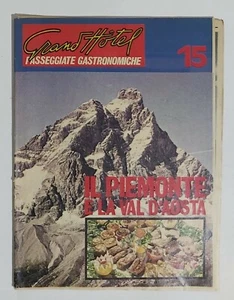 Grand Hotel
PASSEGGIATE GASTRONOMICHE
15
IL PIEMONTE
E LA VAL D'AOSTA